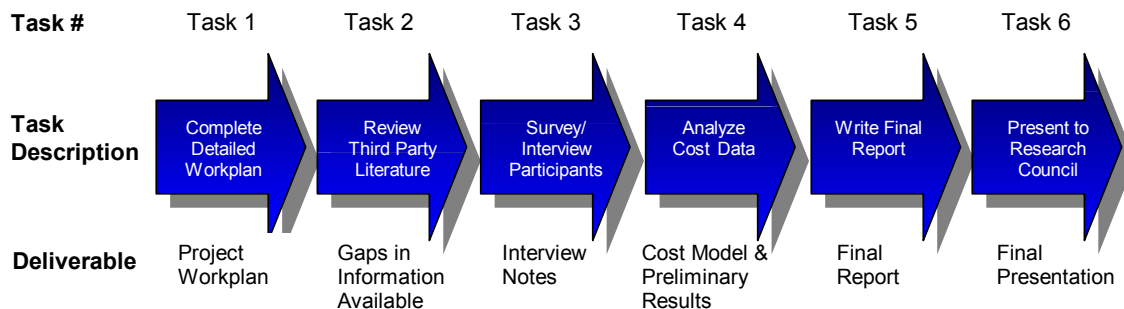 Task # Task 1 Task 2 Task 3 Task 4 Task 5 Task 6
Task
Description
Complete
Detailed
Workplan
Review
Third Party
Literature
Survey/
Interview
Participants
Analyze
Cost Data
Write Final
Report
Present to
Research
Council
Deliverable
Project
Workplan
Gaps in
Information
Available
Interview
Notes
Cost Model &
Preliminary
Results
Final
Report
Final
Presentation